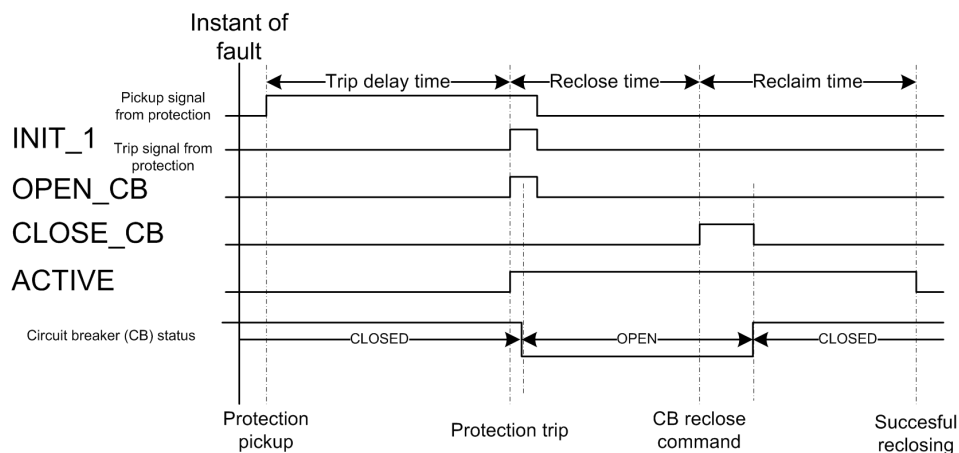 Instant of
fault
Trip delay time
Reclose time
Reclaim time
Pickup signal
from protection
INIT_1
Trip signal from
protection
OPEN_CB
CLOSE_CB
ACTIVE
Circuit breaker (CB) status
CLOSED
OPEN
CLOSED
Protection
pickup
Protection trip
CB reclose
command
Succesful
reclosing